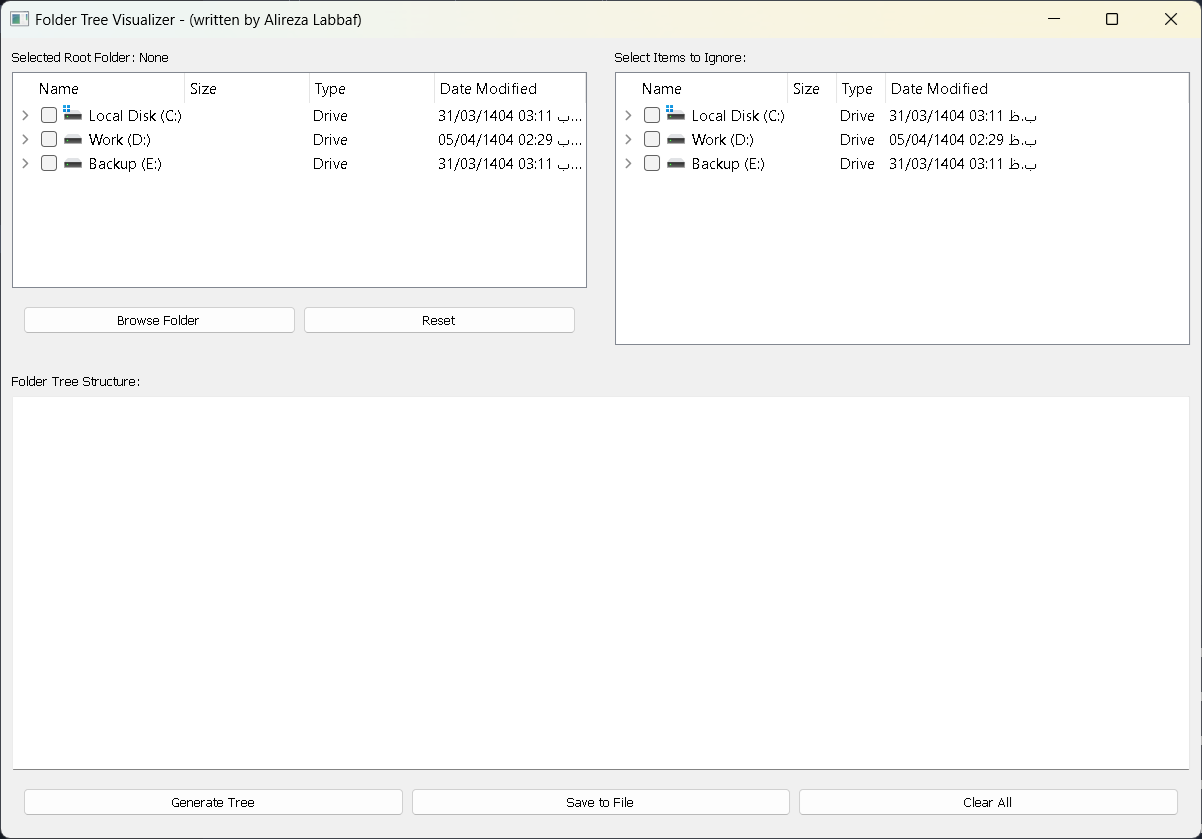 Folder Tree Visualizer - (written by Alireza Labbaf)
Selected Root Folder: None
Name Size Type Date Modified
Local Disk (C:) Drive 31/03/1404 03:11 ب...
Work (D:) Drive 05/04/1404 02:29 ب...
Backup (E:) Drive 31/03/1404 03:11 ب...
Browse Folder Reset
Select Items to Ignore:
Name Size Type Date Modified
Local Disk (C:) Drive 31/03/1404 03:11 ب.ظ
Work (D:) Drive 05/04/1404 02:29 ب.ظ
Backup (E:) Drive 31/03/1404 03:11 ب.ظ
Folder Tree Structure:
Generate Tree Save to File Clear All